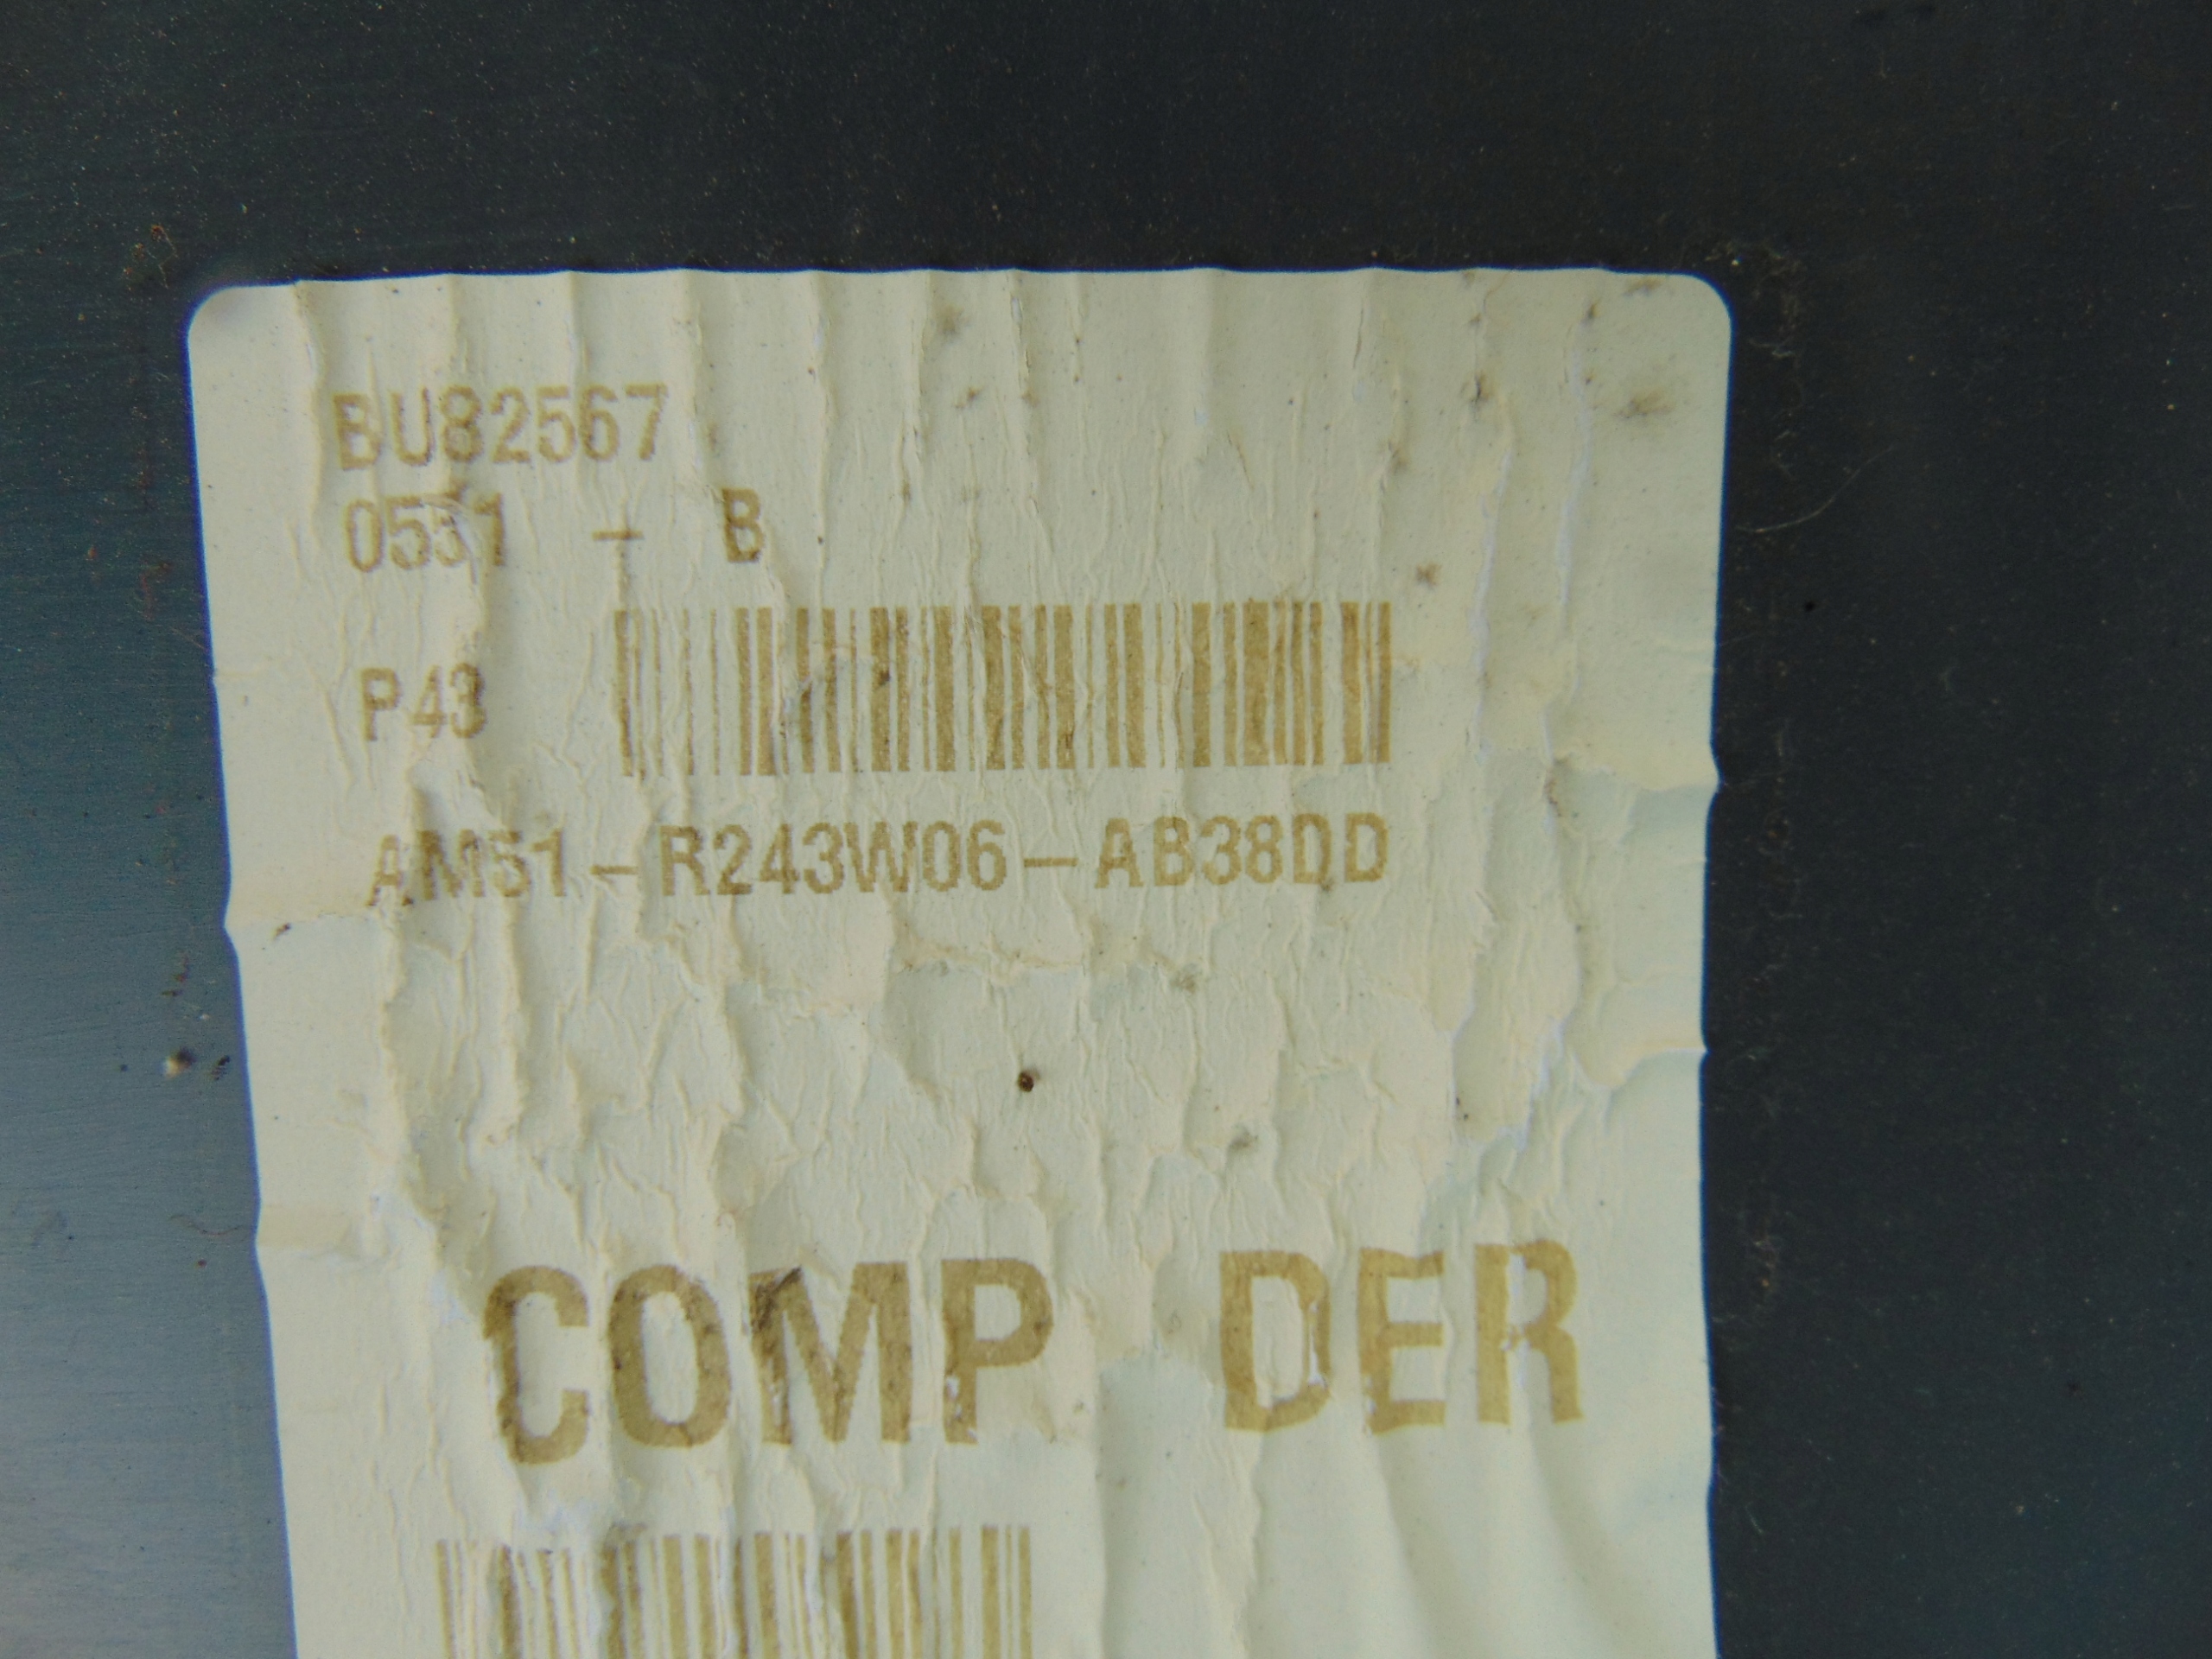 BU82567
0551 - B
P43
AM51-R243W06-AB38DD
COMP DER